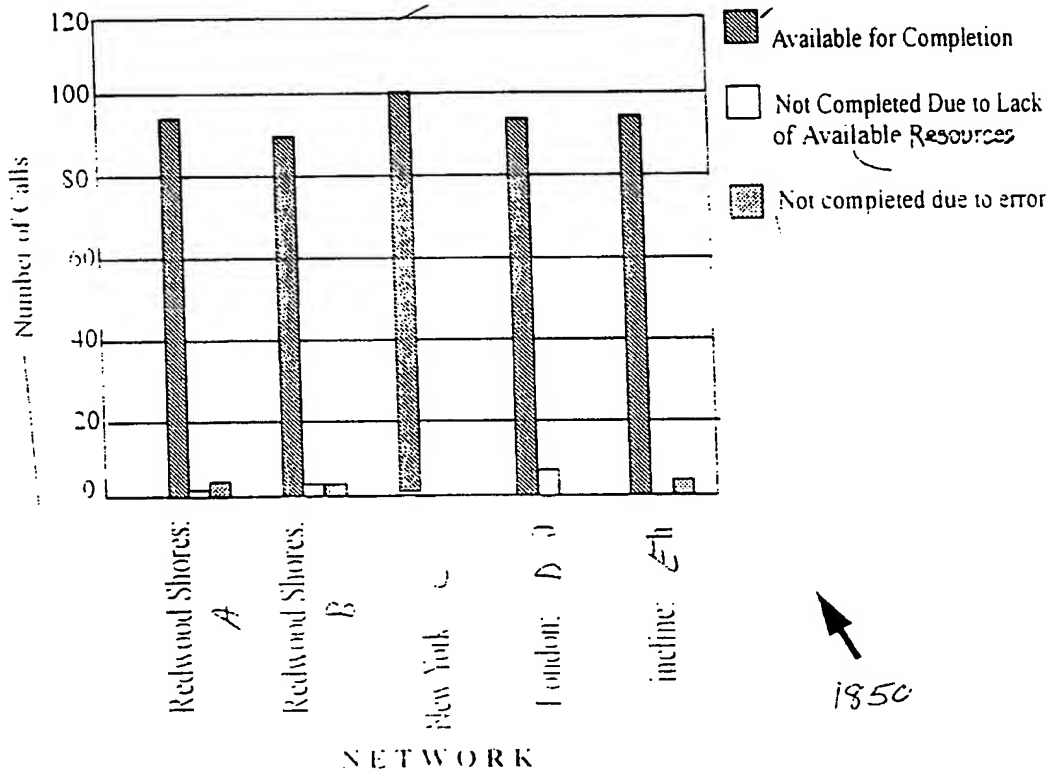 120
100
80
60
40
20
0
Number of Calls
Available for Completion
Not Completed Due to Lack
of Available Resources
Not completed due to error
Redwood Shores:
A
Redwood Shores:
B
New York
C
London:
D
incline:
E
1850
NETWORK